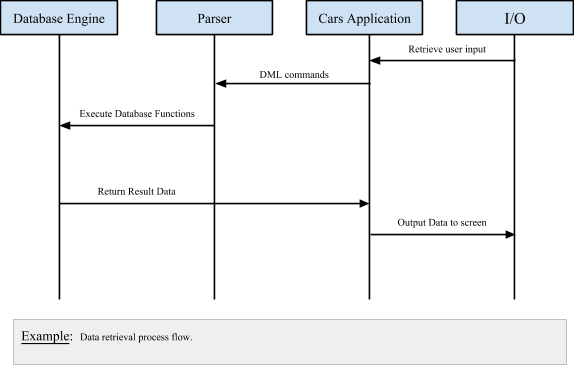 Database Engine
Parser
Cars Application
I/O
Retrieve user input
DML commands
Execute Database Functions
Return Result Data
Output Data to screen
Example: Data retrieval process flow.